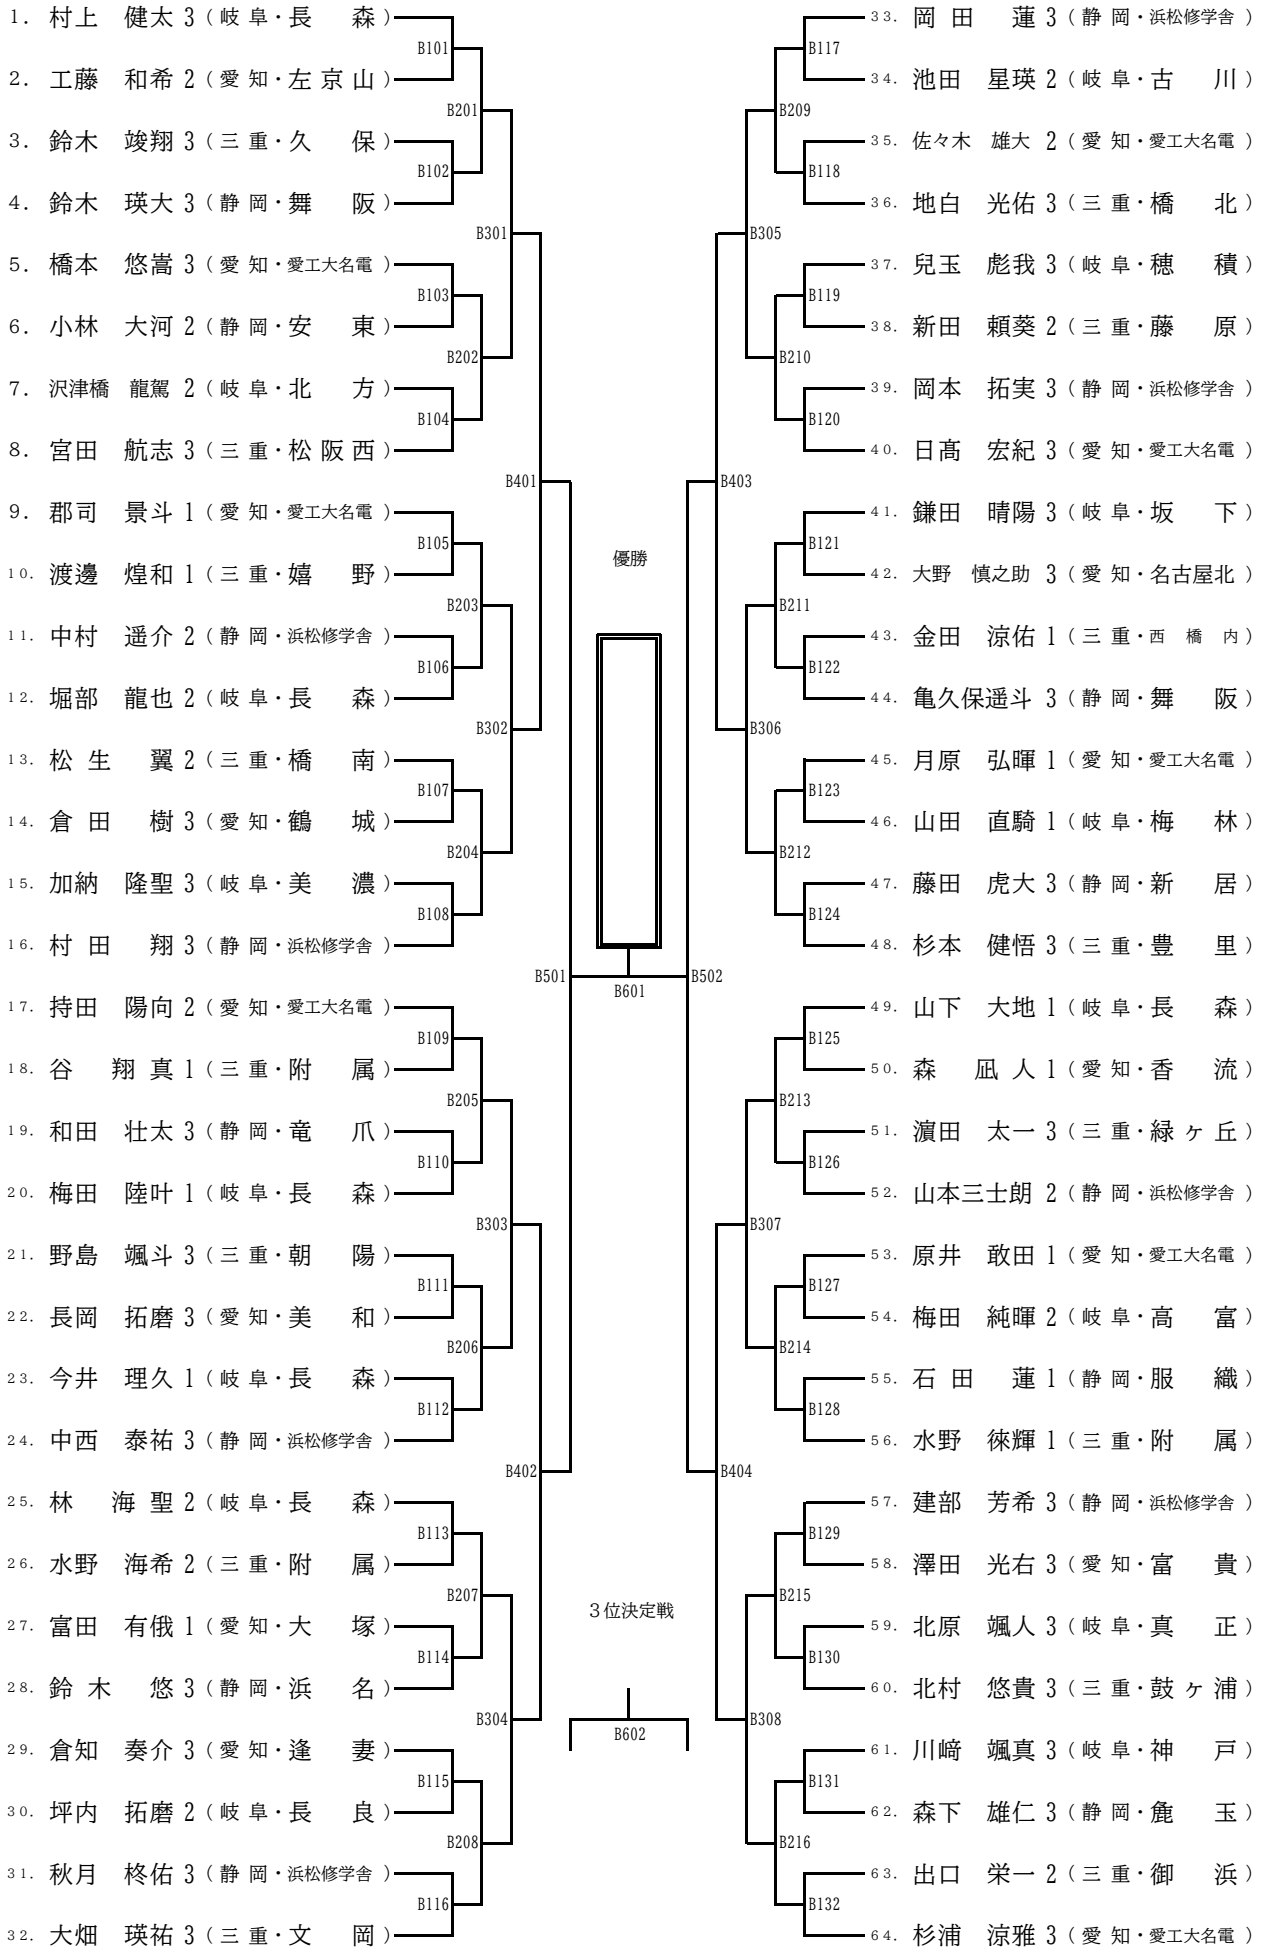 1. 村上 健太 3 (岐阜・長森)
B101
2. 工藤 和希 2 (愛知・左京山)
B201
3. 鈴木 竣翔 3 (三重・久保)
B102
4. 鈴木 瑛大 3 (静岡・舞阪)
B301
5. 橋本 悠嵩 3 (愛知・愛工大名電)
B103
6. 小林 大河 2 (静岡・安東)
B202
7. 沢津橋 龍駕 2 (岐阜・北方)
B104
8. 宮田 航志 3 (三重・松阪西)
B401
9. 郡司 景斗 1 (愛知・愛工大名電)
B105
10. 渡邊 煌和 1 (三重・嬉野)
B203
11. 中村 遥介 2 (静岡・浜松修学舎)
B106
12. 堀部 龍也 2 (岐阜・長森)
B302
13. 松生 翼 2 (三重・橋南)
B107
14. 倉田 樹 3 (愛知・鶴城)
B204
15. 加納 隆聖 3 (岐阜・美濃)
B108
16. 村田 翔 3 (静岡・浜松修学舎)
B501
17. 持田 陽向 2 (愛知・愛工大名電)
B109
18. 谷 翔真 1 (三重・附属)
B205
19. 和田 壮太 3 (静岡・竜爪)
B110
20. 梅田 陸叶 1 (岐阜・長森)
B303
21. 野島 颯斗 3 (三重・朝陽)
B111
22. 長岡 拓磨 3 (愛知・美和)
B206
23. 今井 理久 1 (岐阜・長森)
B112
24. 中西 泰祐 3 (静岡・浜松修学舎)
B402
25. 林 海聖 2 (岐阜・長森)
B113
26. 水野 海希 2 (三重・附属)
B207
27. 富田 有俄 1 (愛知・大塚)
B114
28. 鈴木 悠 3 (静岡・浜名)
B304
29. 倉知 奏介 3 (愛知・逢妻)
B115
30. 坪内 拓磨 2 (岐阜・長良)
B208
31. 秋月 柊佑 3 (静岡・浜松修学舎)
B116
32. 大畑 瑛祐 3 (三重・文岡)
優勝
B601
3位決定戦
B602
33. 岡田 蓮 3 (静岡・浜松修学舎)
B117
34. 池田 星瑛 2 (岐阜・古川)
B209
35. 佐々木 雄大 2 (愛知・愛工大名電)
B118
36. 地白 光佑 3 (三重・橋北)
B305
37. 兒玉 彪我 3 (岐阜・穂積)
B119
38. 新田 頼葵 2 (三重・藤原)
B210
39. 岡本 拓実 3 (静岡・浜松修学舎)
B120
40. 日髙 宏紀 3 (愛知・愛工大名電)
B403
41. 鎌田 晴陽 3 (岐阜・坂下)
B121
42. 大野 慎之助 3 (愛知・名古屋北)
B211
43. 金田 涼佑 1 (三重・西橋内)
B122
44. 亀久保遥斗 3 (静岡・舞阪)
B306
45. 月原 弘暉 1 (愛知・愛工大名電)
B123
46. 山田 直騎 1 (岐阜・梅林)
B212
47. 藤田 虎大 3 (静岡・新居)
B124
48. 杉本 健悟 3 (三重・豊里)
B502
49. 山下 大地 1 (岐阜・長森)
B125
50. 森 凪人 1 (愛知・香流)
B213
51. 濵田 太一 3 (三重・緑ヶ丘)
B126
52. 山本三士朗 2 (静岡・浜松修学舎)
B307
53. 原井 敢田 1 (愛知・愛工大名電)
B127
54. 梅田 純暉 2 (岐阜・高富)
B214
55. 石田 蓮 1 (静岡・服織)
B128
56. 水野 徠輝 1 (三重・附属)
B404
57. 建部 芳希 3 (静岡・浜松修学舎)
B129
58. 澤田 光右 3 (愛知・富貴)
B215
59. 北原 颯人 3 (岐阜・真正)
B130
60. 北村 悠貴 3 (三重・鼓ヶ浦)
B308
61. 川﨑 颯真 3 (岐阜・神戸)
B131
62. 森下 雄仁 3 (静岡・麁玉)
B216
63. 出口 栄一 2 (三重・御浜)
B132
64. 杉浦 涼雅 3 (愛知・愛工大名電)